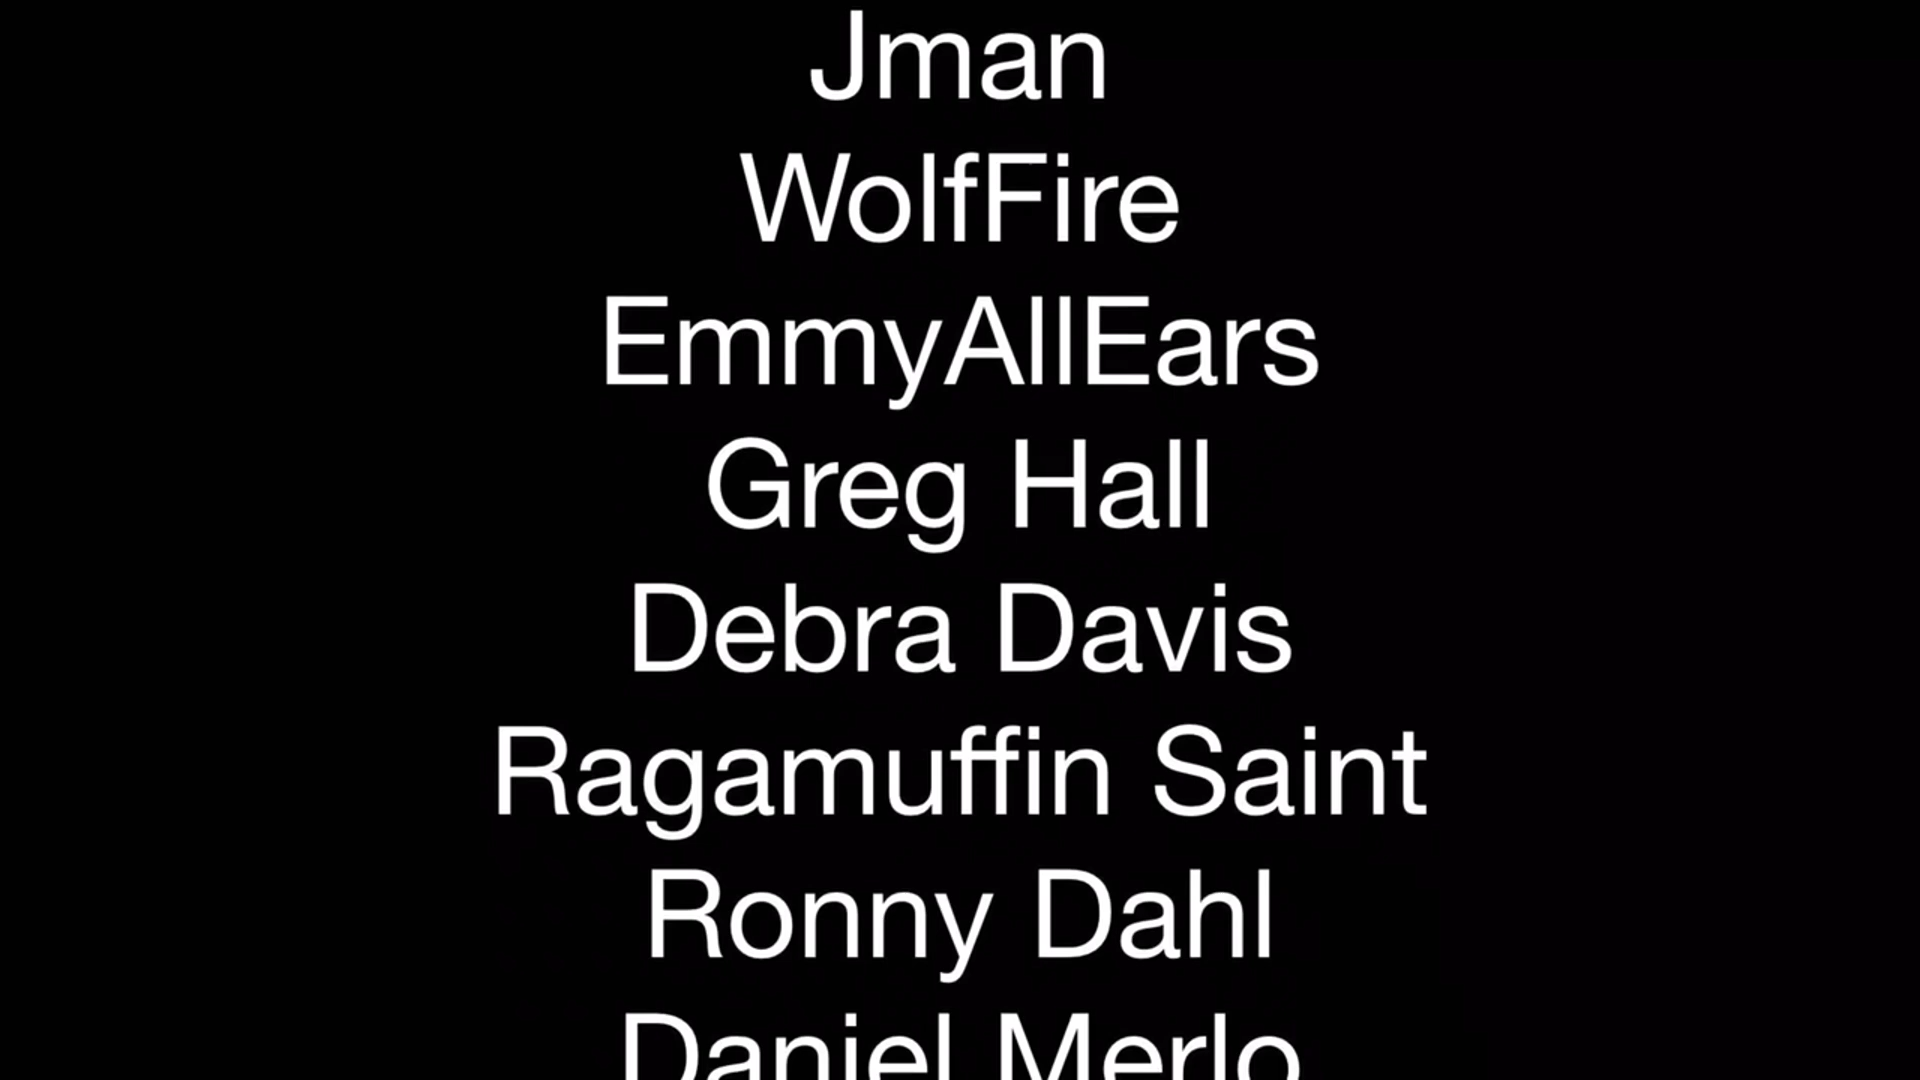 Jman
WolfFire
EmmyAllEars
Greg Hall
Debra Davis
Ragamuffin Saint
Ronny Dahl
Daniel Merlo